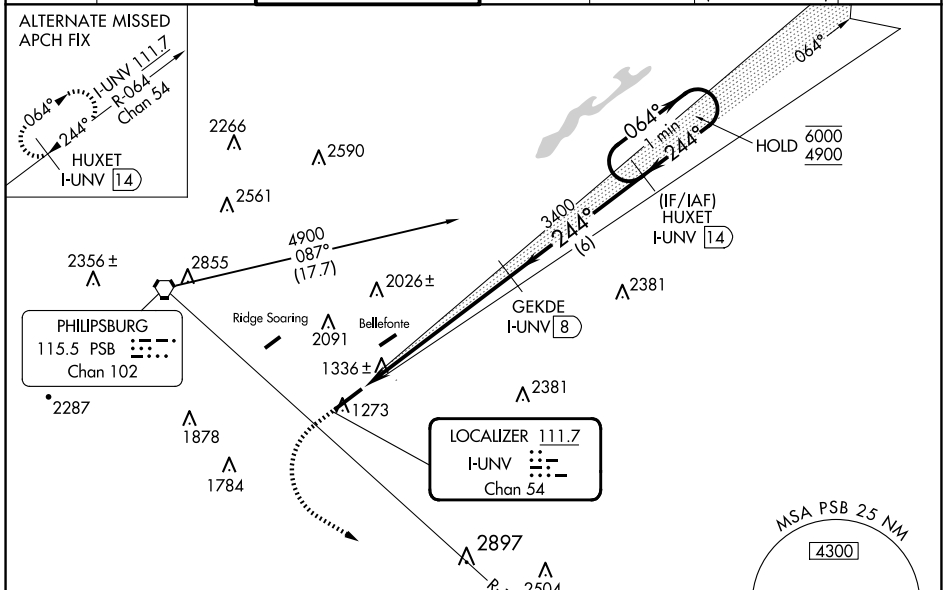 ALTERNATE MISSED
APCH FIX
I-UNV 111.7
R-064
Chan 54
064°
244°
HUXET
I-UNV 14
2266
2590
2561
064°
064°
1 min
244°
HOLD
6000
4900
(IF/IAF)
HUXET
I-UNV 14
3400
244°
(6)
4900
087°
(17.7)
2356 ±
2855
2026 ±
2381
GEKDE
I-UNV 8
PHILIPSBURG
115.5 PSB
Chan 102
Ridge Soaring
2091
Bellefonte
1336 ±
2287
1273
2381
1878
1784
LOCALIZER 111.7
I-UNV
Chan 54
2897
2504
MSA PSB 25 NM
4300